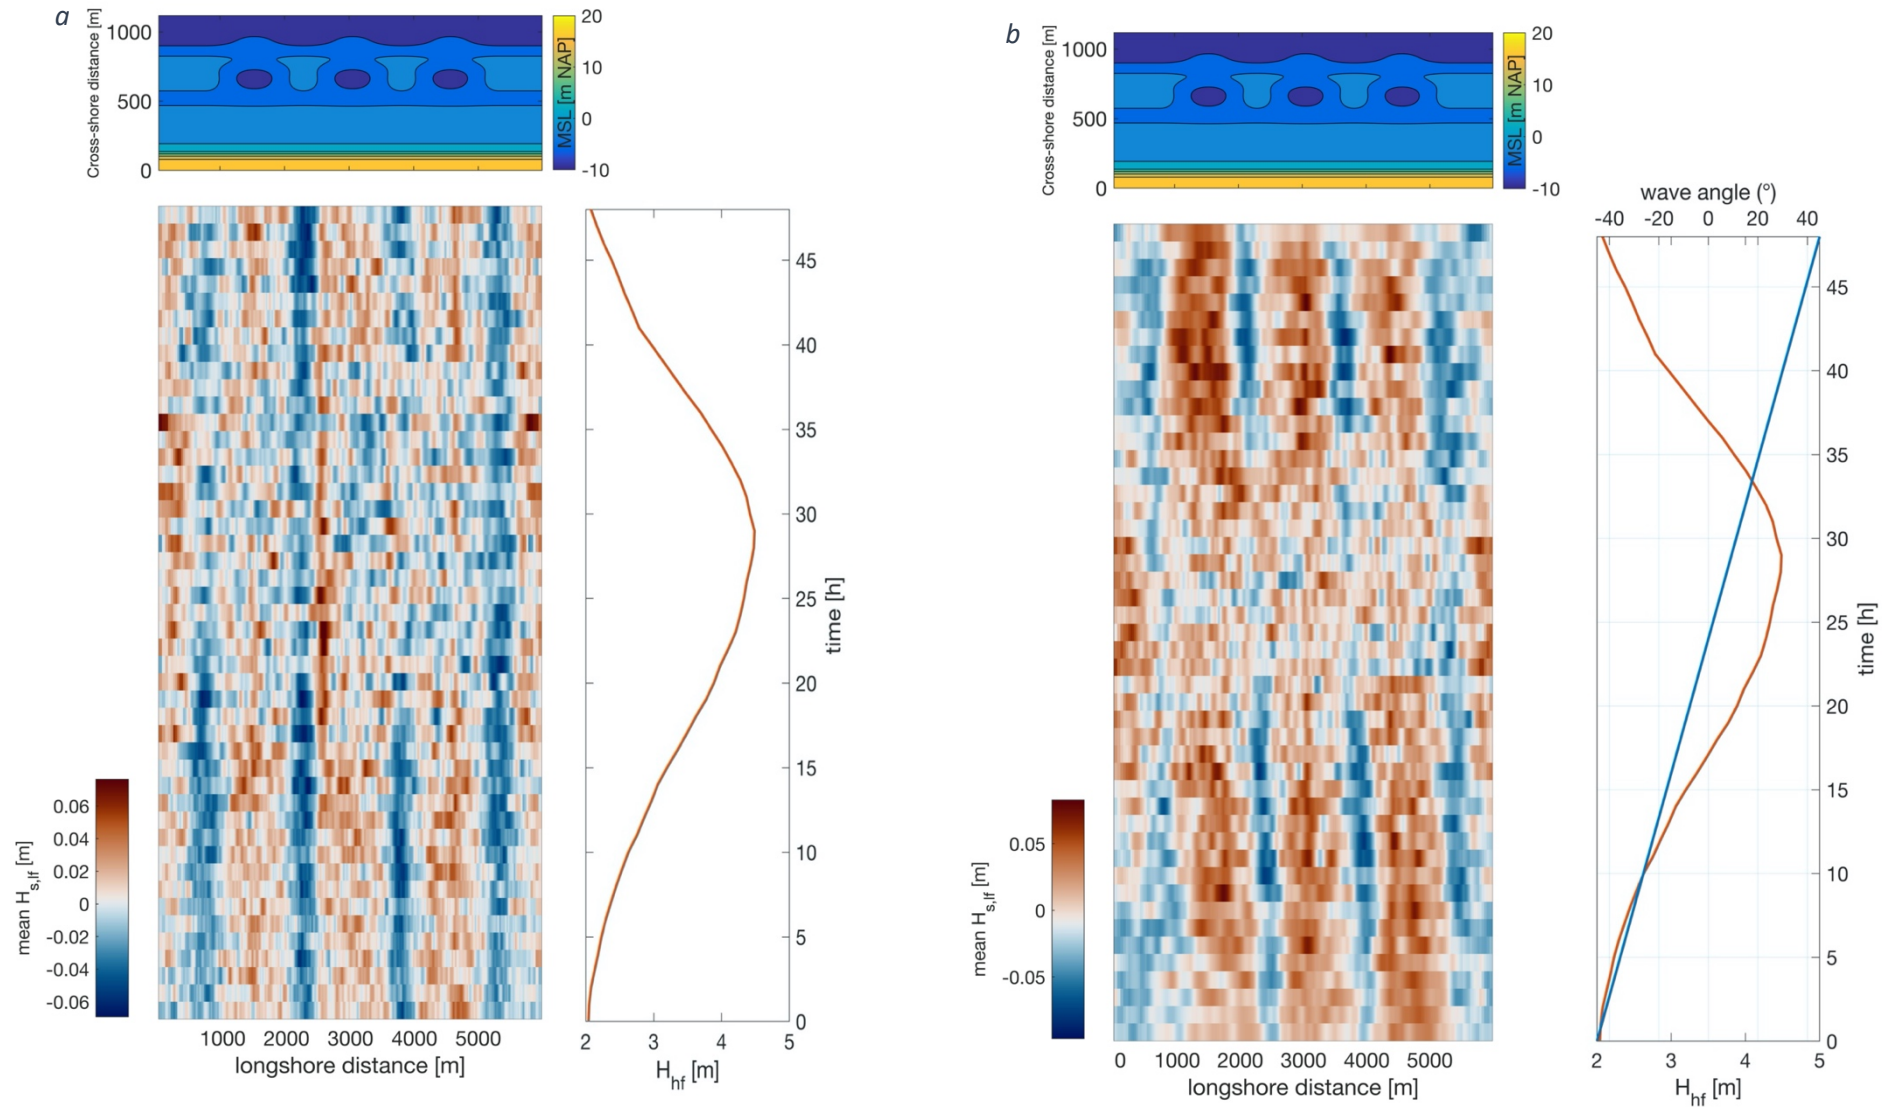 a
Cross-shore distance [m]
1000
500
0
MSL [m NAP]
20
10
0
-10
mean H_s,lf [m]
0.06
0.04
0.02
0
-0.02
-0.04
-0.06
1000 2000 3000 4000 5000
longshore distance [m]
45
40
35
30
25
20
15
10
5
0
time [h]
2 3 4 5
H_hf [m]
b
Cross-shore distance [m]
1000
500
0
MSL [m NAP]
20
10
0
-10
mean H_s,lf [m]
0.05
0
-0.05
0 1000 2000 3000 4000 5000
longshore distance [m]
wave angle (°)
-40 -20 0 20 40
45
40
35
30
25
20
15
10
5
0
time [h]
2 3 4 5
H_hf [m]